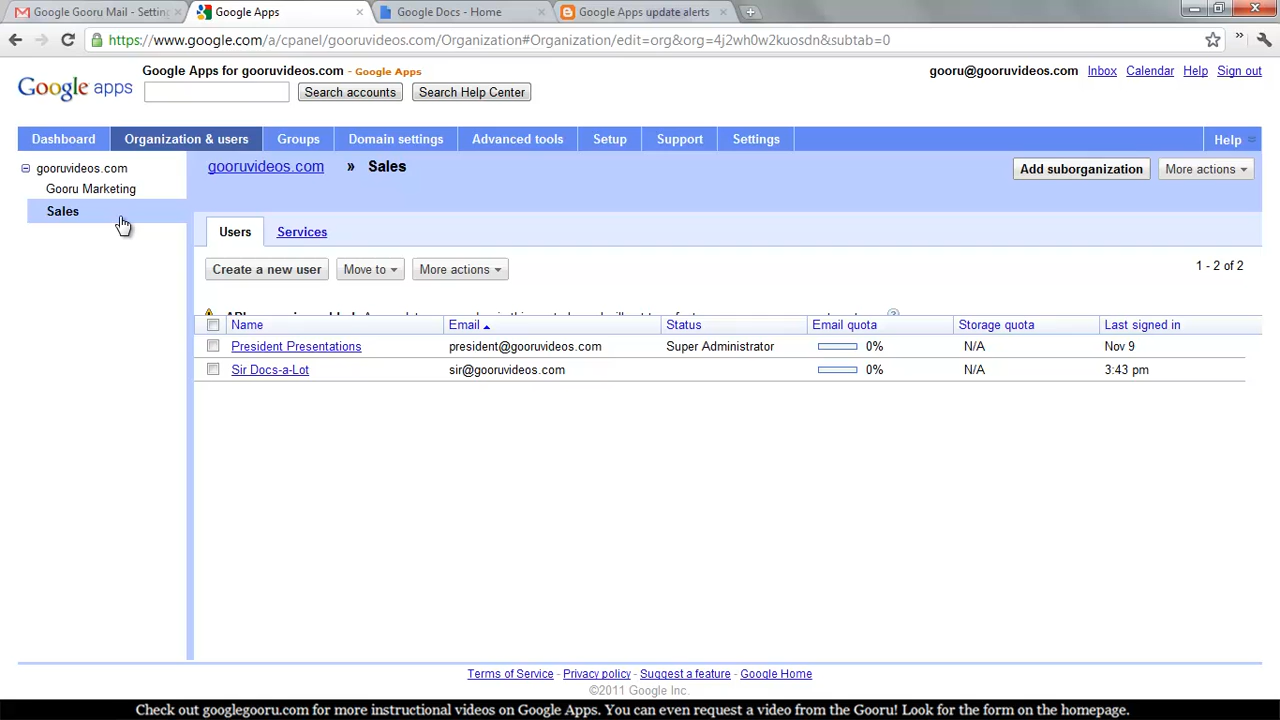 Google Gooru Mail - Setting
Google Apps
Google Docs - Home
Google Apps update alerts
https://www.google.com/a/cpanel/gooruvideos.com/Organization#Organization/edit=org&org=4j2wh0w2kuosdn&subtab=0
Google apps
Google Apps for gooruvideos.com - Google Apps
gooru@gooruvideos.com Inbox Calendar Help Sign out
Search accounts Search Help Center
Dashboard Organization & users Groups Domain settings Advanced tools Setup Support Settings Help
gooruvideos.com
Gooru Marketing
Sales
gooruvideos.com » Sales
Add suborganization More actions
Users Services
Create a new user Move to More actions
1 - 2 of 2
Name Email Status Email quota Storage quota Last signed in
President Presentations president@gooruvideos.com Super Administrator 0% N/A Nov 9
Sir Docs-a-Lot sir@gooruvideos.com 0% N/A 3:43 pm
Terms of Service - Privacy policy - Suggest a feature - Google Home
©2011 Google Inc.
Check out googlegooru.com for more instructional videos on Google Apps. You can even request a video from the Gooru! Look for the form on the homepage.